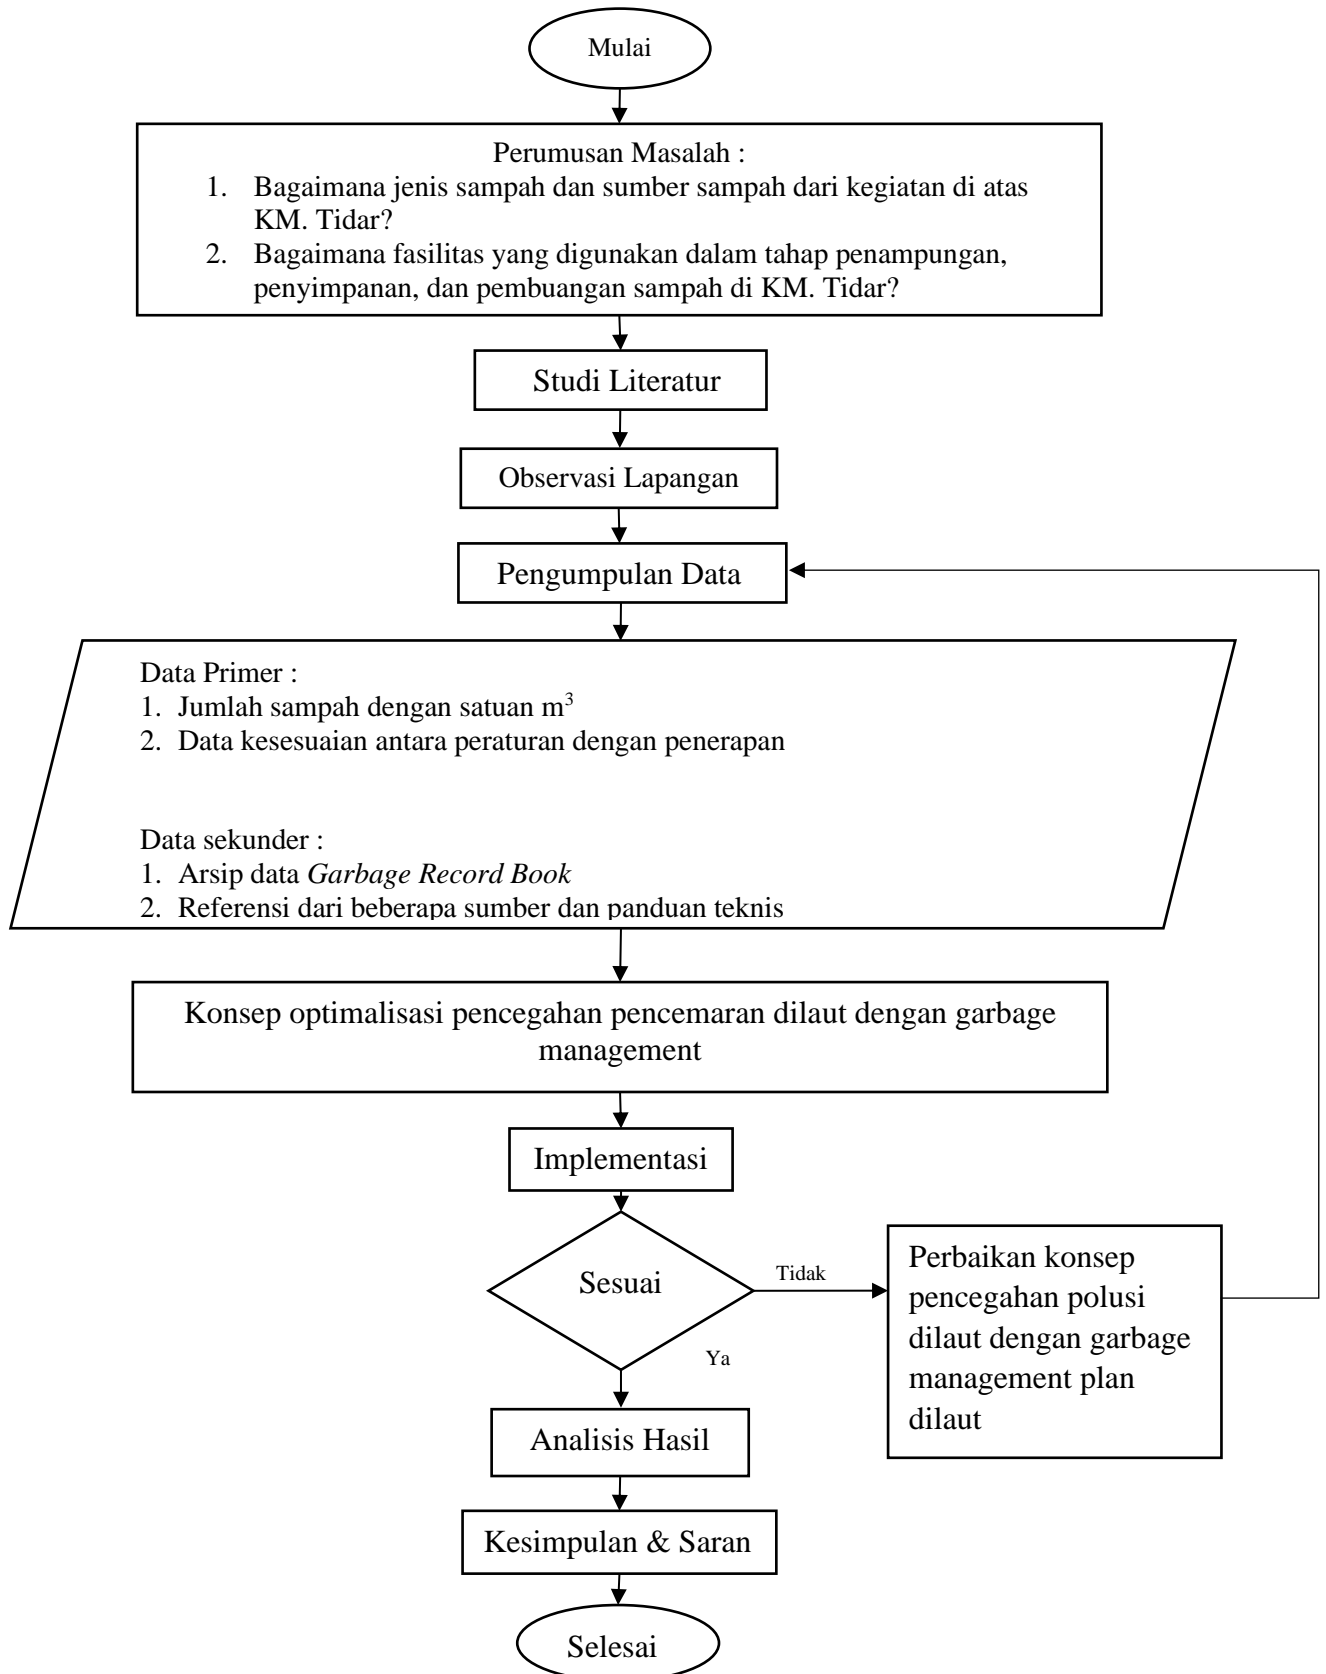 Mulai
Perumusan Masalah :
1. Bagaimana jenis sampah dan sumber sampah dari kegiatan di atas
KM. Tidar?
2. Bagaimana fasilitas yang digunakan dalam tahap penampungan,
penyimpanan, dan pembuangan sampah di KM. Tidar?
Studi Literatur
Observasi Lapangan
Pengumpulan Data
Data Primer :
1. Jumlah sampah dengan satuan m³
2. Data kesesuaian antara peraturan dengan penerapan
Data sekunder :
1. Arsip data Garbage Record Book
2. Referensi dari beberapa sumber dan panduan teknis
Konsep optimalisasi pencegahan pencemaran dilaut dengan garbage
management
Implementasi
Sesuai
Tidak
Perbaikan konsep
pencegahan polusi
dilaut dengan garbage
management plan
dilaut
Ya
Analisis Hasil
Kesimpulan & Saran
Selesai